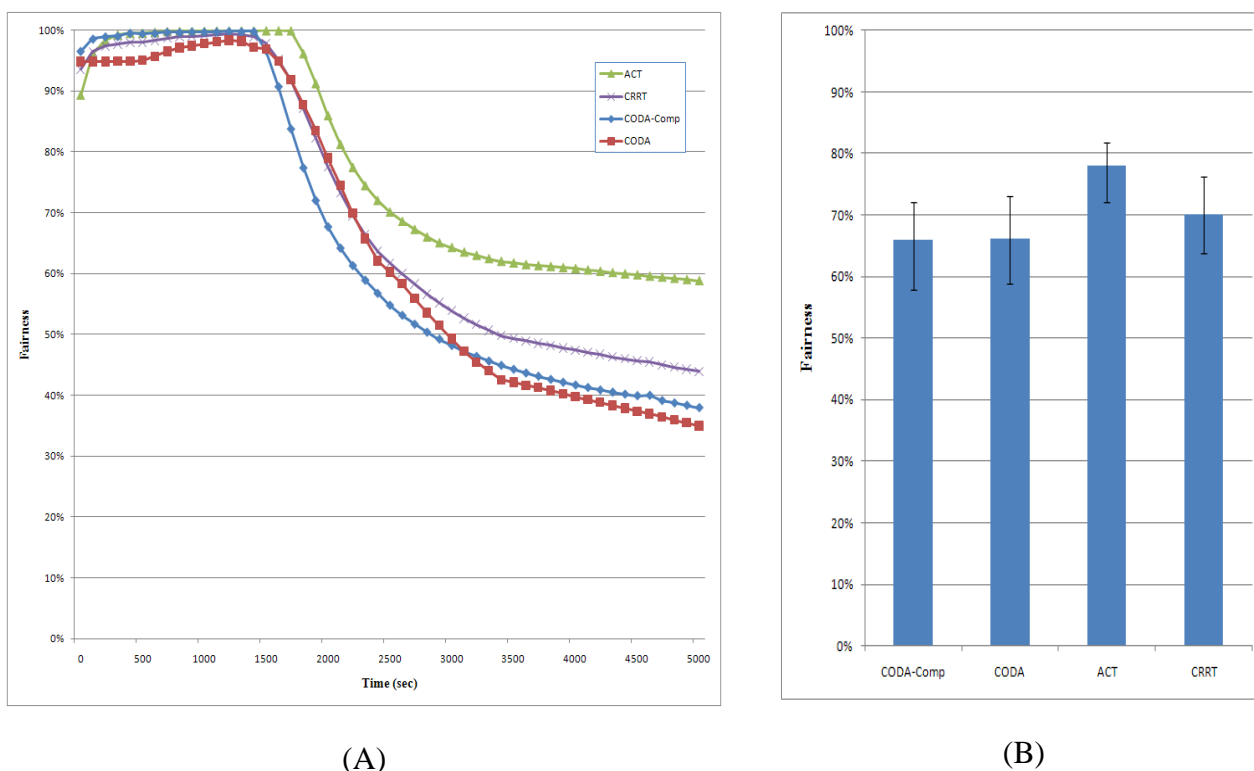 100%
90%
80%
70%
60%
50%
40%
30%
20%
10%
0%
Fairness
0 500 1000 1500 2000 2500 3000 3500 4000 4500 5000
Time (sec)
ACT
CRRT
CODA-Comp
CODA
(A)
100%
90%
80%
70%
60%
50%
40%
30%
20%
10%
0%
Fairness
CODA-Comp CODA ACT CRRT
(B)